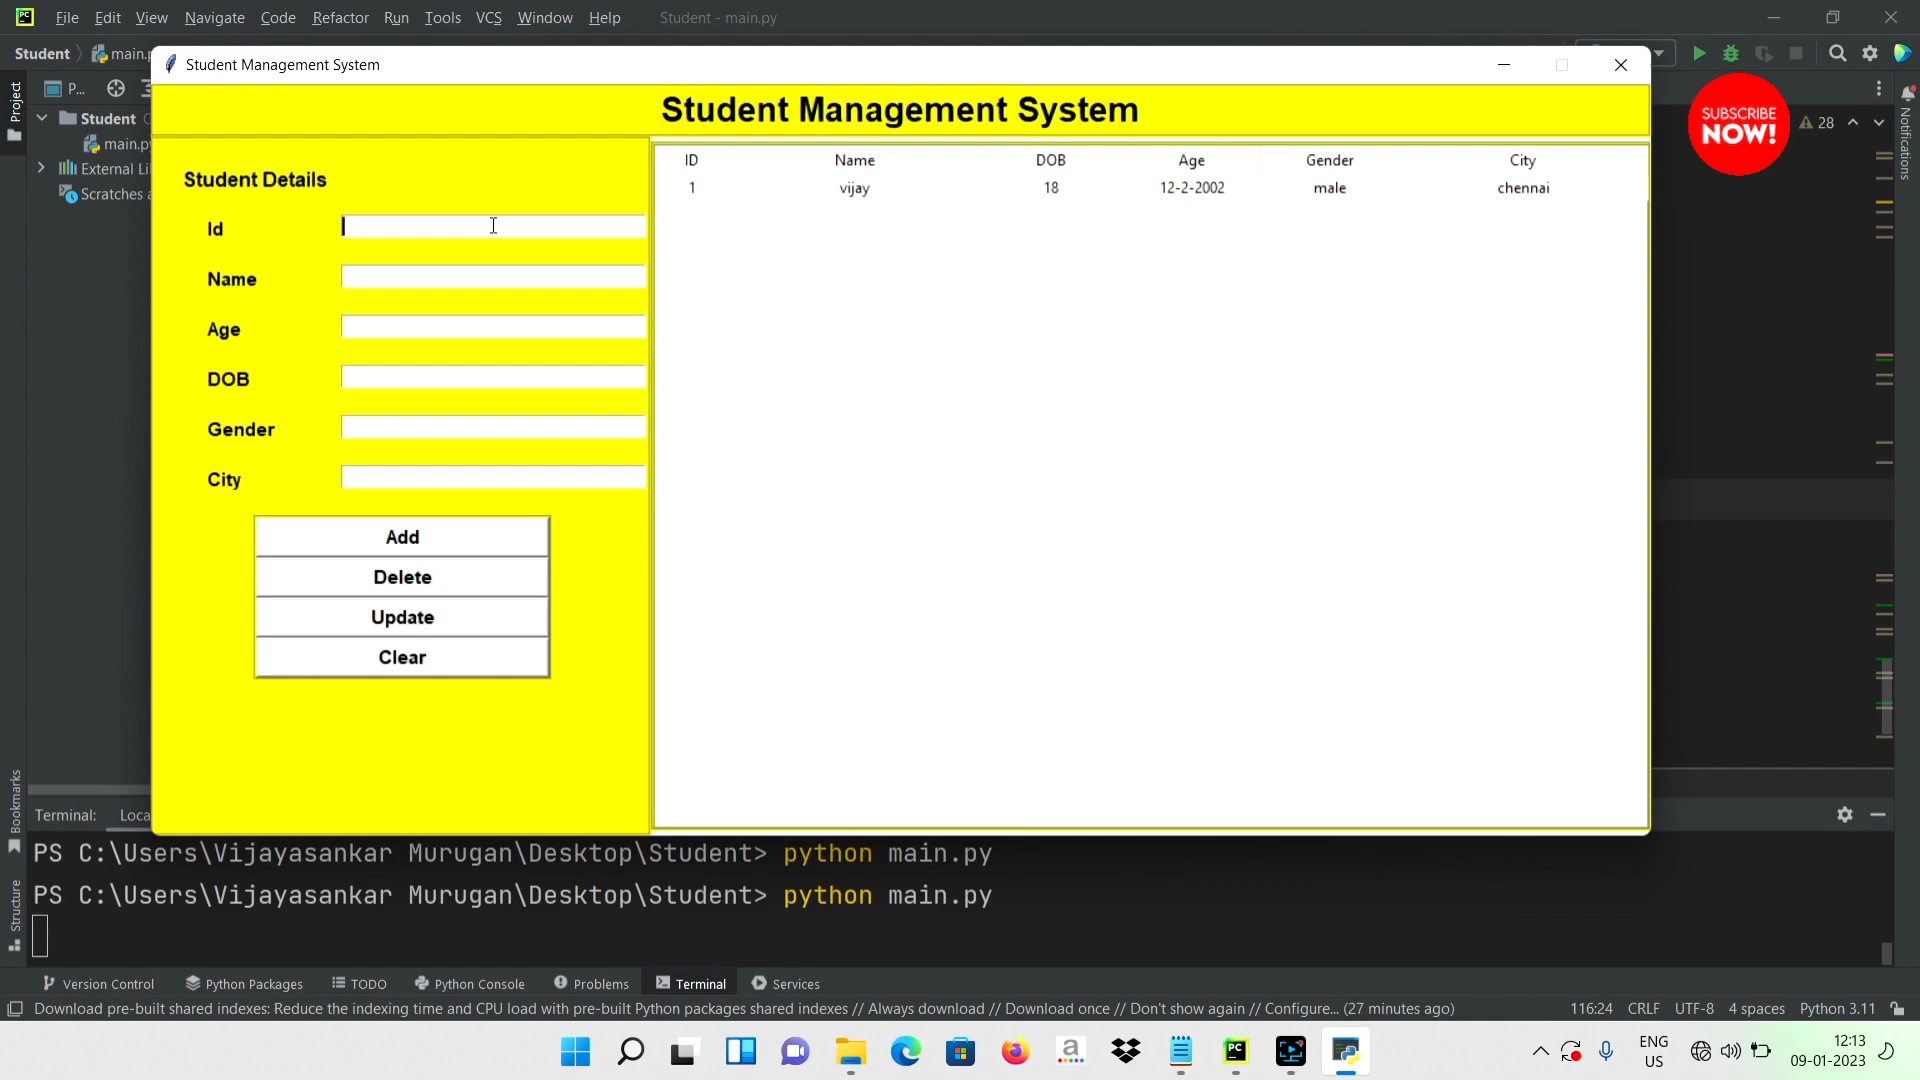 File Edit View Navigate Code Refactor Run Tools VCS Window Help Student - main.py
Student main.p
Student Management System
P...
Student
main.py
External Li
Scratches a
Project
Notifications
SUBSCRIBE
NOW!
28
Student Management System
Student Details
Id
Name
Age
DOB
Gender
City
Add
Delete
Update
Clear
ID Name DOB Age Gender City
1 vijay 18 12-2-2002 male chennai
Bookmarks
Structure
Terminal: Loca
PS C:\Users\Vijayasankar Murugan\Desktop\Student> python main.py
PS C:\Users\Vijayasankar Murugan\Desktop\Student> python main.py
Version Control Python Packages TODO Python Console Problems Terminal Services
Download pre-built shared indexes: Reduce the indexing time and CPU load with pre-built Python packages shared indexes // Always download // Download once // Don't show again // Configure... (27 minutes ago) 116:24 CRLF UTF-8 4 spaces Python 3.11
ENG
US
12:13
09-01-2023